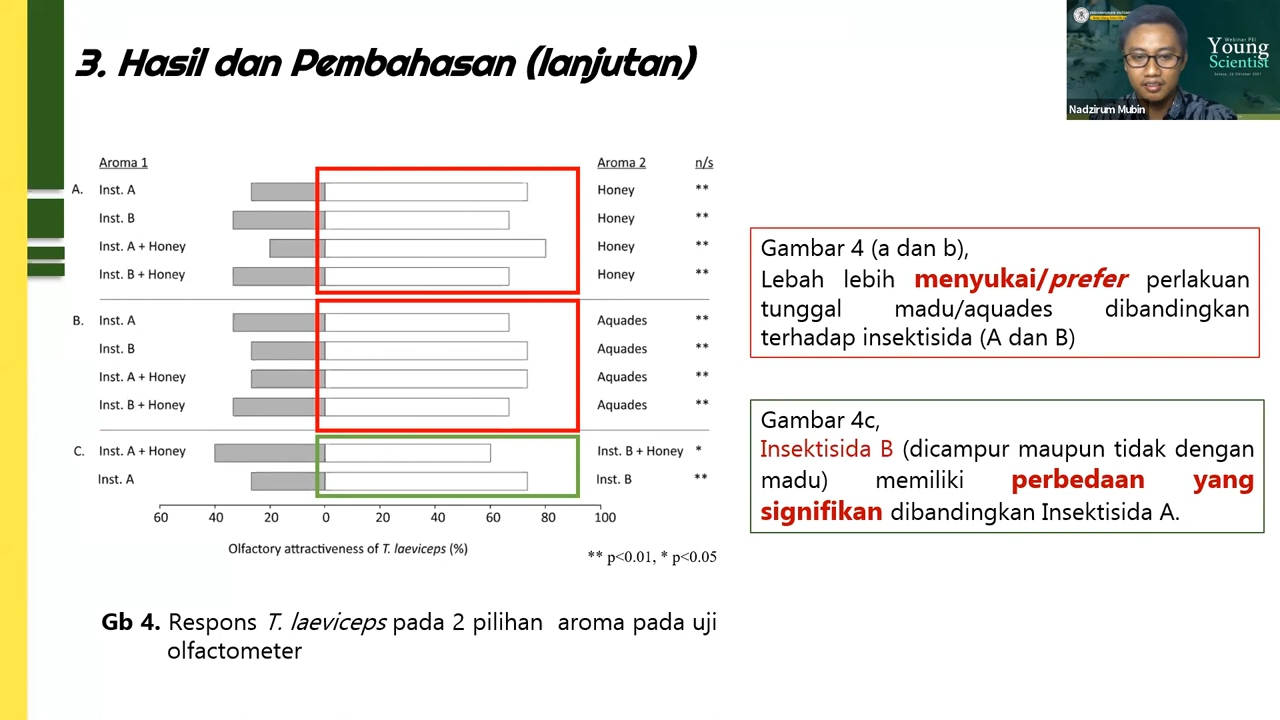 3. Hasil dan Pembahasan (lanjutan)
Webinar PEI
Young
Scientist
Nadzirum Mubin
Aroma 1 Aroma 2 n/s
A. Inst. A Honey **
Inst. B Honey **
Inst. A + Honey Honey **
Inst. B + Honey Honey **
B. Inst. A Aquades **
Inst. B Aquades **
Inst. A + Honey Aquades **
Inst. B + Honey Aquades **
C. Inst. A + Honey Inst. B + Honey *
Inst. A Inst. B **
60 40 20 0 20 40 60 80 100
Olfactory attractiveness of T. laeviceps (%)
** p<0.01, * p<0.05
Gb 4. Respons T. laeviceps pada 2 pilihan aroma pada uji
olfactometer
Gambar 4 (a dan b),
Lebah lebih menyukai/prefer perlakuan
tunggal madu/aquades dibandingkan
terhadap insektisida (A dan B)
Gambar 4c,
Insektisida B (dicampur maupun tidak dengan
madu) memiliki perbedaan yang
signifikan dibandingkan Insektisida A.